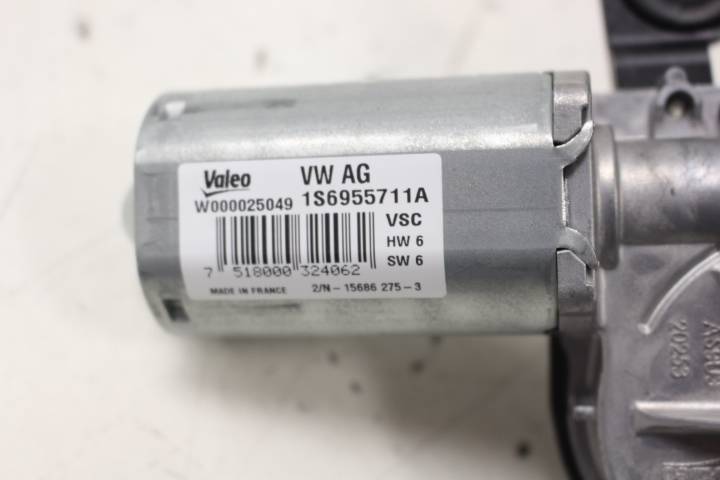 Valeo VW AG
W000025049 1S6955711A
VSC
HW 6
SW 6
7 518000 324062
MADE IN FRANCE 2/N - 15686 275 - 3
20253